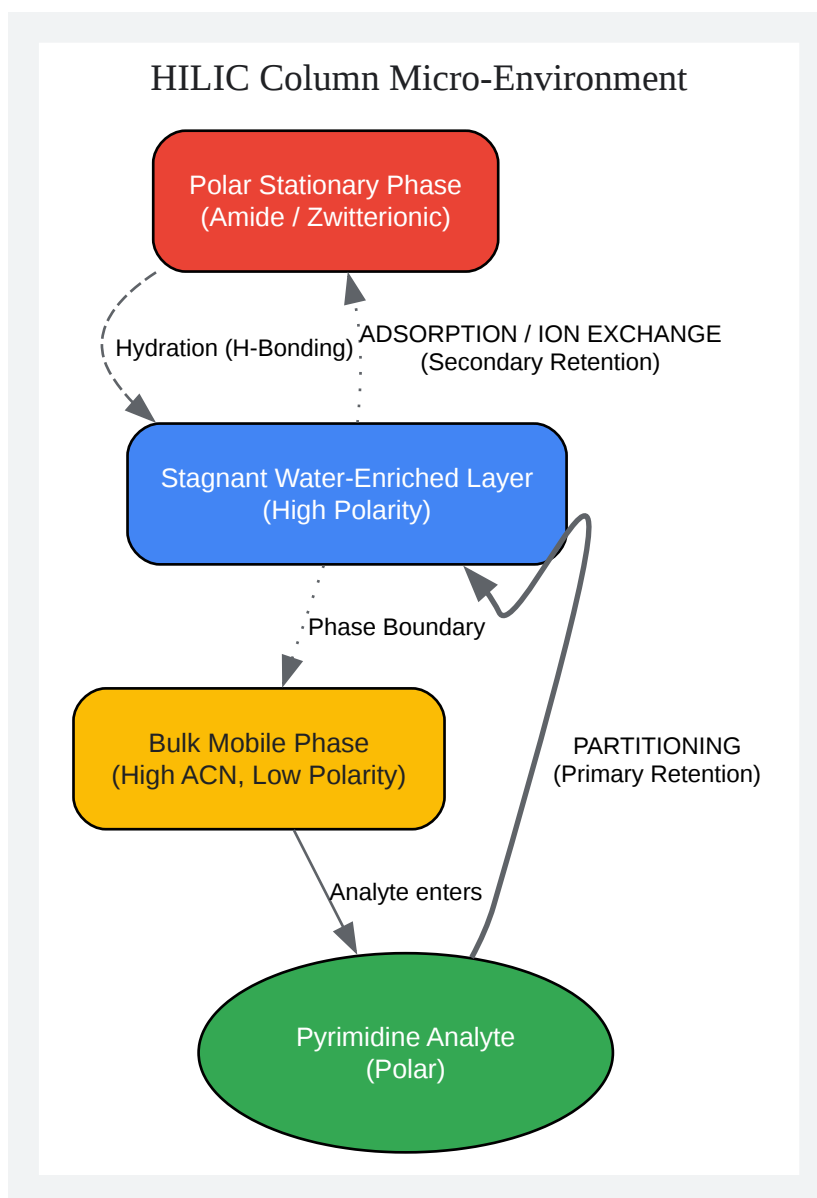 HILIC Column Micro-Environment
Polar Stationary Phase
(Amide / Zwitterionic)
Hydration (H-Bonding)
ADSORPTION / ION EXCHANGE
(Secondary Retention)
Stagnant Water-Enriched Layer
(High Polarity)
Phase Boundary
Bulk Mobile Phase
(High ACN, Low Polarity)
PARTITIONING
(Primary Retention)
Analyte enters
Pyrimidine Analyte
(Polar)